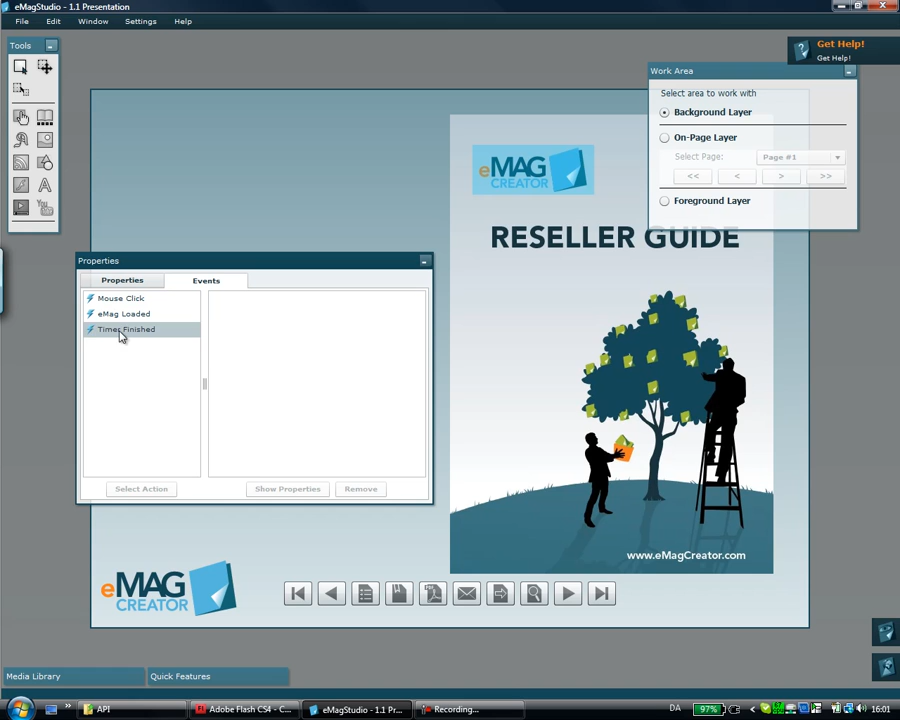 eMagStudio - 1.1 Presentation
File Edit Window Settings Help
Tools
Get Help!
Get Help!
Work Area
Select area to work with
Background Layer
On-Page Layer
Select Page: Page #1
<< < > >>
Foreground Layer
eMAG
CREATOR
RESELLER GUIDE
Properties
Properties Events
Mouse Click
eMag Loaded
Timer Finished
Select Action Show Properties Remove
www.eMagCreator.com
eMAG
CREATOR
Media Library Quick Features
API Adobe Flash CS4 - C... eMagStudio - 1.1 Pr... Recording... DA 97% 16:01